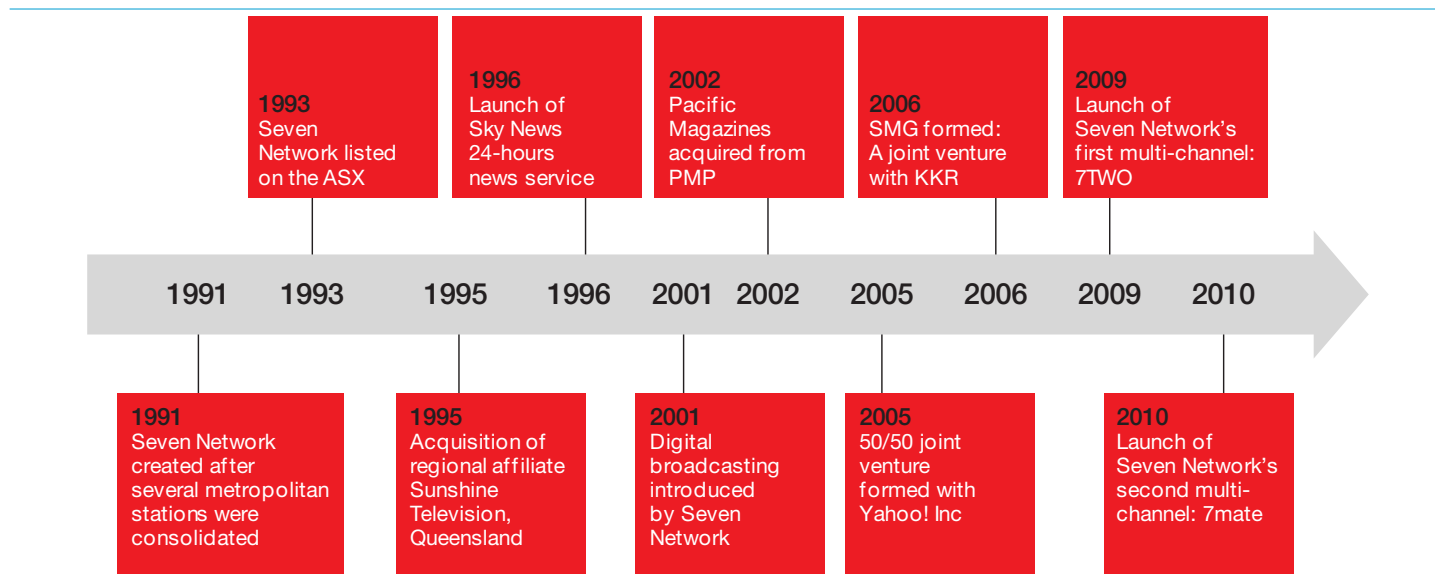 1993
Seven
Network listed
on the ASX
1996
Launch of
Sky News
24-hours
news service
2002
Pacific
Magazines
acquired from
PMP
2006
SMG formed:
A joint venture
with KKR
2009
Launch of
Seven Network’s
first multi-channel:
7TWO
1991 1993 1995 1996 2001 2002 2005 2006 2009 2010
1991
Seven Network
created after
several metropolitan
stations were
consolidated
1995
Acquisition of
regional affiliate
Sunshine
Television,
Queensland
2001
Digital
broadcasting
introduced
by Seven
Network
2005
50/50 joint
venture
formed with
Yahoo! Inc
2010
Launch of
Seven Network’s
second multi-
channel: 7mate